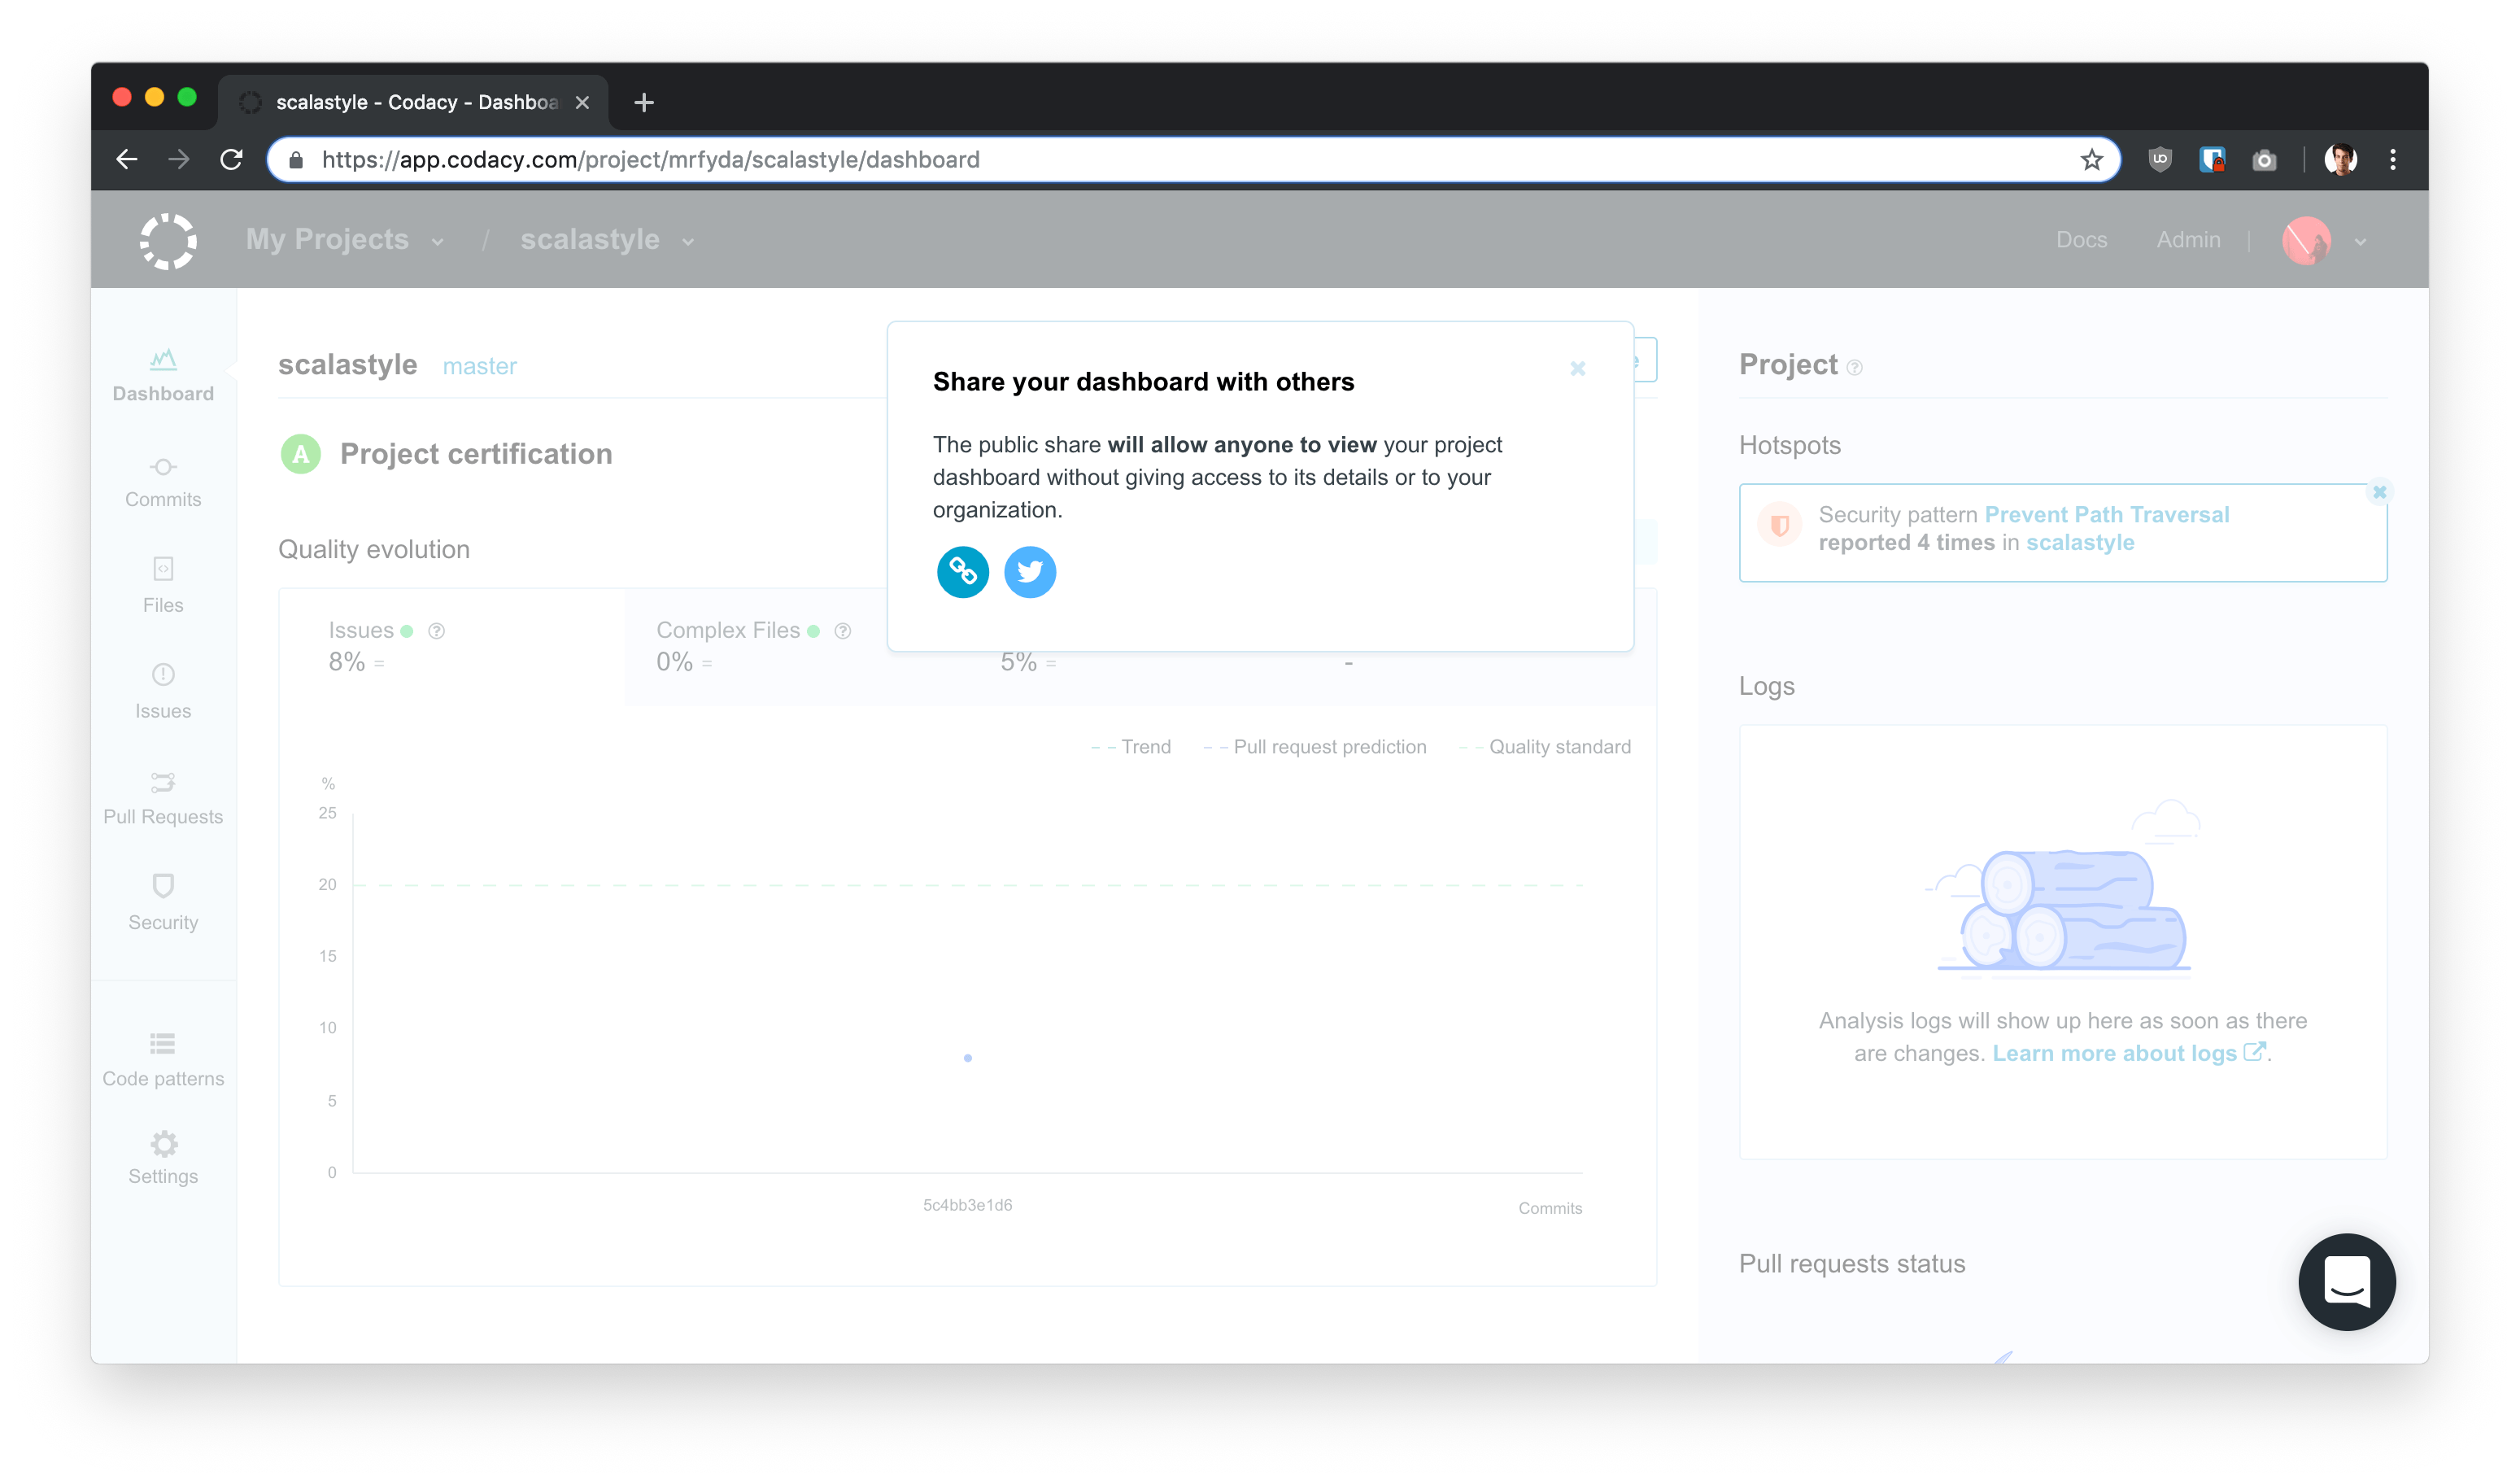 scalastyle - Codacy - Dashboa
https://app.codacy.com/project/mrfyda/scalastyle/dashboard
My Projects / scalastyle
Docs Admin
Dashboard
Commits
Files
Issues
Pull Requests
Security
Code patterns
Settings
scalastyle master
A Project certification
Quality evolution
Share your dashboard with others
The public share will allow anyone to view your project
dashboard without giving access to its details or to your
organization.
Issues
8% =
Complex Files
0% =
5% =
-
Trend Pull request prediction Quality standard
%
25
20
15
10
5
0
5c4bb3e1d6
Commits
Project
Hotspots
Security pattern Prevent Path Traversal
reported 4 times in scalastyle
Logs
Analysis logs will show up here as soon as there
are changes. Learn more about logs.
Pull requests status